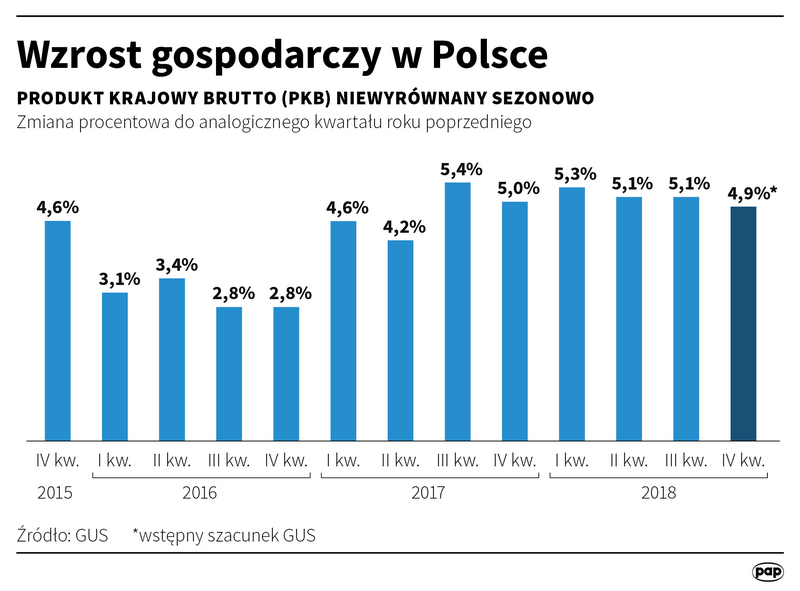 Wzrost gospodarczy w Polsce
PRODUKT KRAJOWY BRUTTO (PKB) NIEWYRÓWNANY SEZONOWO
Zmiana procentowa do analogicznego kwartału roku poprzedniego
4,6% 3,1% 3,4% 2,8% 2,8% 4,6% 4,2% 5,4% 5,0% 5,3% 5,1% 5,1% 4,9%*
IV kw. I kw. II kw. III kw. IV kw. I kw. II kw. III kw. IV kw. I kw. II kw. III kw. IV kw.
2015 2016 2017 2018
Źródło: GUS *wstępny szacunek GUS
pap